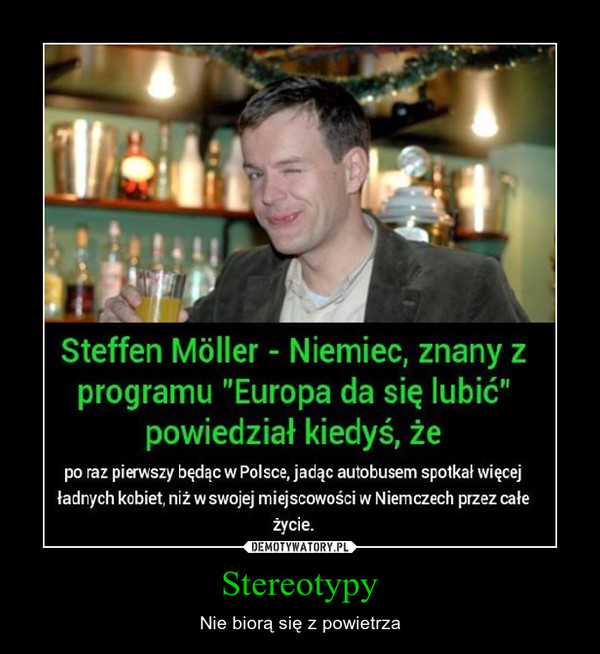 Steffen Möller - Niemiec, znany z
programu "Europa da się lubić"
powiedział kiedyś, że
po raz pierwszy będąc w Polsce, jadąc autobusem spotkał więcej
ładnych kobiet, niż w swojej miejscowości w Niemczech przez całe
życie.
DEMOTYWATORY.PL
Stereotypy
Nie biorą się z powietrza